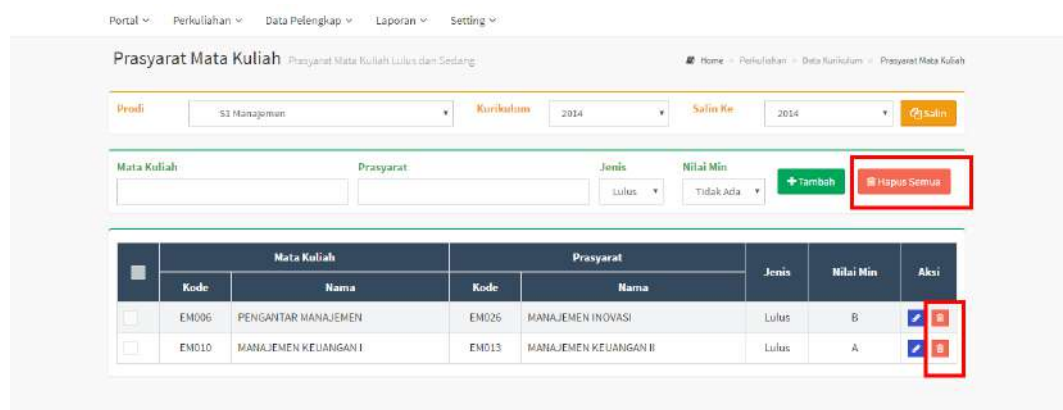 Portal Perkuliahan Data Pelengkap Laporan Setting
Prasyarat Mata Kuliah Prasyarat Mata Kuliah Lulus dan Sedang
Home > Perkuliahan > Data Kurikulum > Prasyarat Mata Kuliah
Prodi S1 Manajemen Kurikulum 2014 Salin Ke 2014 Salin
Mata Kuliah Prasyarat Jenis Nilai Min
Lulus Tidak Ada Tambah Hapus Semua
Mata Kuliah Prasyarat Jenis Nilai Min Aksi
Kode Nama Kode Nama
EM006 PENGANTAR MANAJEMEN EM026 MANAJEMEN INOVASI Lulus B
EM010 MANAJEMEN KEUANGAN I EM013 MANAJEMEN KEUANGAN II Lulus A